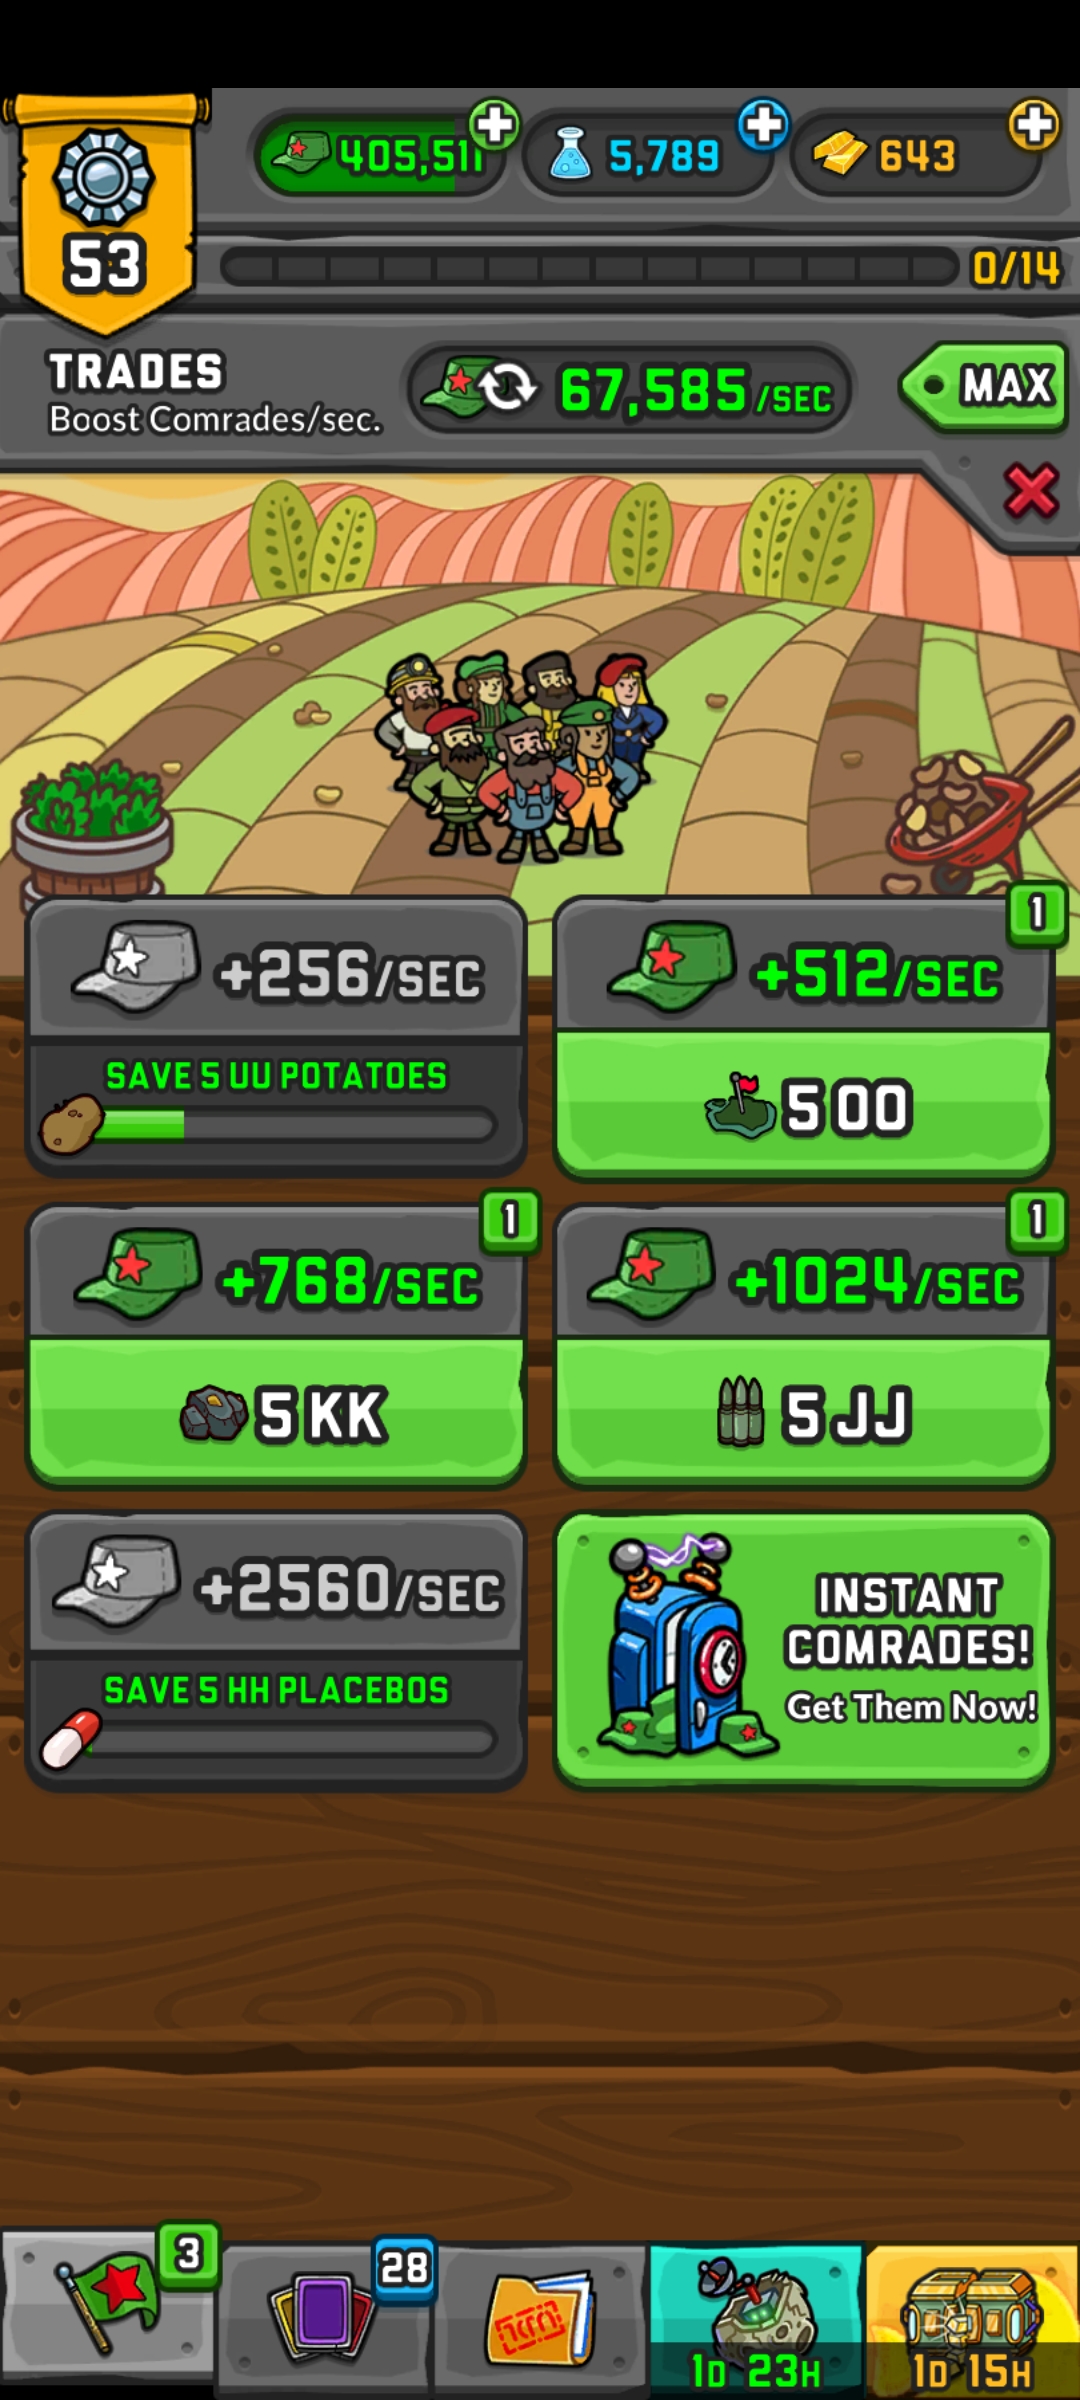 405,511
5,789
643
53
0/14
TRADES
Boost Comrades/sec.
67,585/SEC
MAX
+256/SEC
SAVE 5 UU POTATOES
1
+512/SEC
500
1
+768/SEC
5 KK
1
+1024/SEC
5 JJ
+2560/SEC
SAVE 5 HH PLACEBOS
INSTANT
COMRADES!
Get Them Now!
3
28
1D 23H
1D 15H